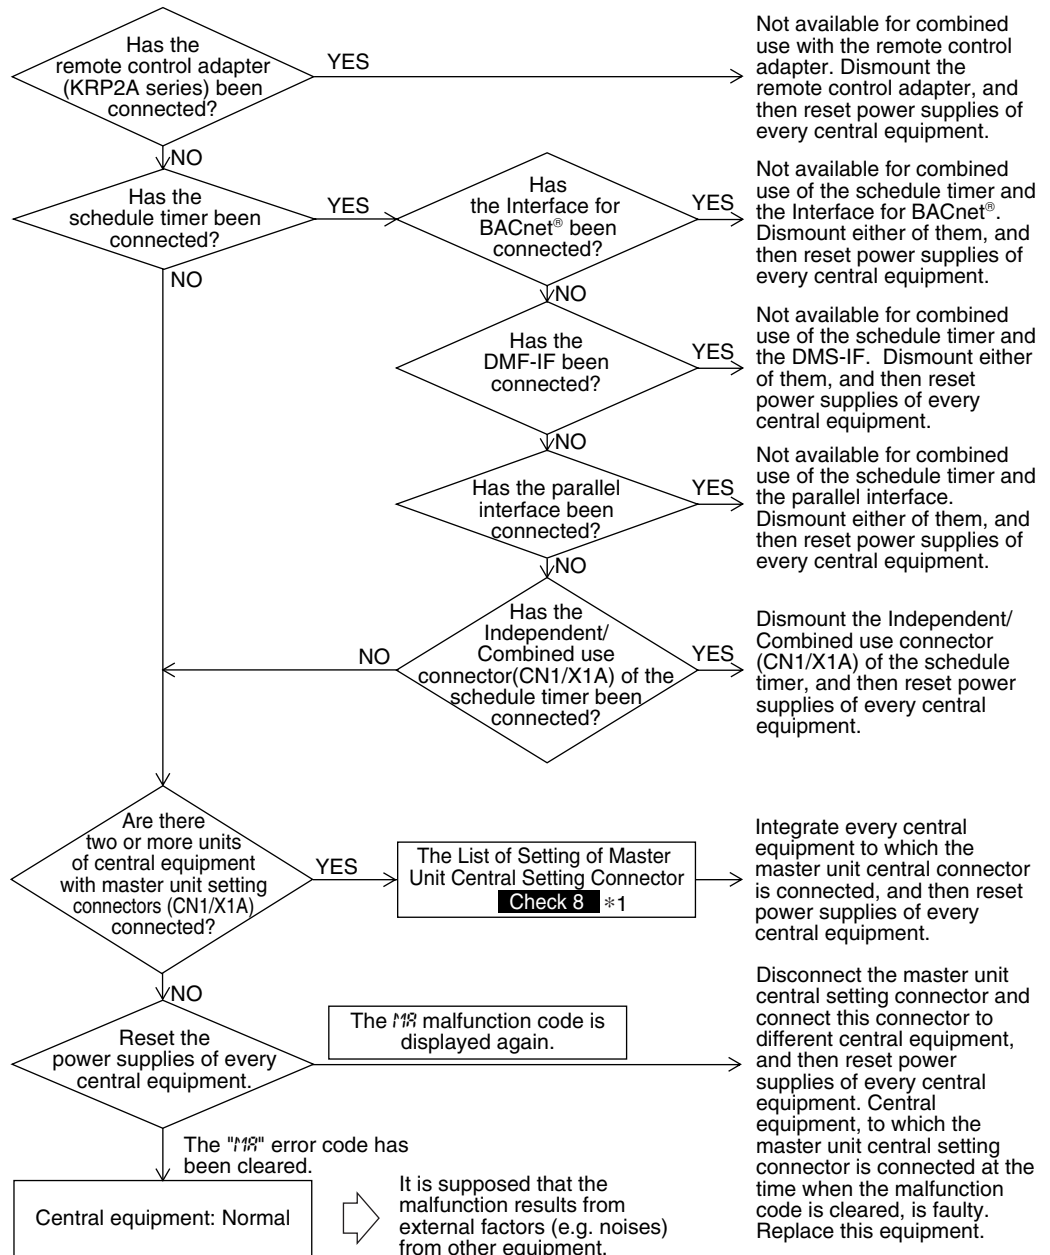 Has the
remote control adapter
(KRP2A series) been
connected?
YES
Not available for combined
use with the remote control
adapter. Dismount the
remote control adapter, and
then reset power supplies of
every central equipment.
NO
Has the
schedule timer been
connected?
YES
Has
the Interface for
BACnet® been
connected?
YES
Not available for combined
use of the schedule timer and
the Interface for BACnet®.
Dismount either of them, and
then reset power supplies of
every central equipment.
NO
NO
Has the
DMF-IF been
connected?
YES
Not available for combined
use of the schedule timer and
the DMS-IF. Dismount either
of them, and then reset
power supplies of every
central equipment.
NO
Has the parallel
interface been
connected?
YES
Not available for combined
use of the schedule timer and
the parallel interface.
Dismount either of them, and
then reset power supplies of
every central equipment.
NO
Has the
Independent/
Combined use
connector(CN1/X1A) of the
schedule timer been
connected?
NO
YES
Dismount the Independent/
Combined use connector
(CN1/X1A) of the schedule
timer, and then reset power
supplies of every central
equipment.
Are there
two or more units
of central equipment
with master unit setting
connectors (CN1/X1A)
connected?
YES
The List of Setting of Master
Unit Central Setting Connector
Check 8 *1
Integrate every central
equipment to which the
master unit central connector
is connected, and then reset
power supplies of every
central equipment.
NO
Reset the
power supplies of every
central equipment.
The MA malfunction code is
displayed again.
Disconnect the master unit
central setting connector and
connect this connector to
different central equipment,
and then reset power
supplies of every central
equipment. Central
equipment, to which the
master unit central setting
connector is connected at the
time when the malfunction
code is cleared, is faulty.
Replace this equipment.
The "MA" error code has
been cleared.
Central equipment: Normal
It is supposed that the
malfunction results from
external factors (e.g. noises)
from other equipment.